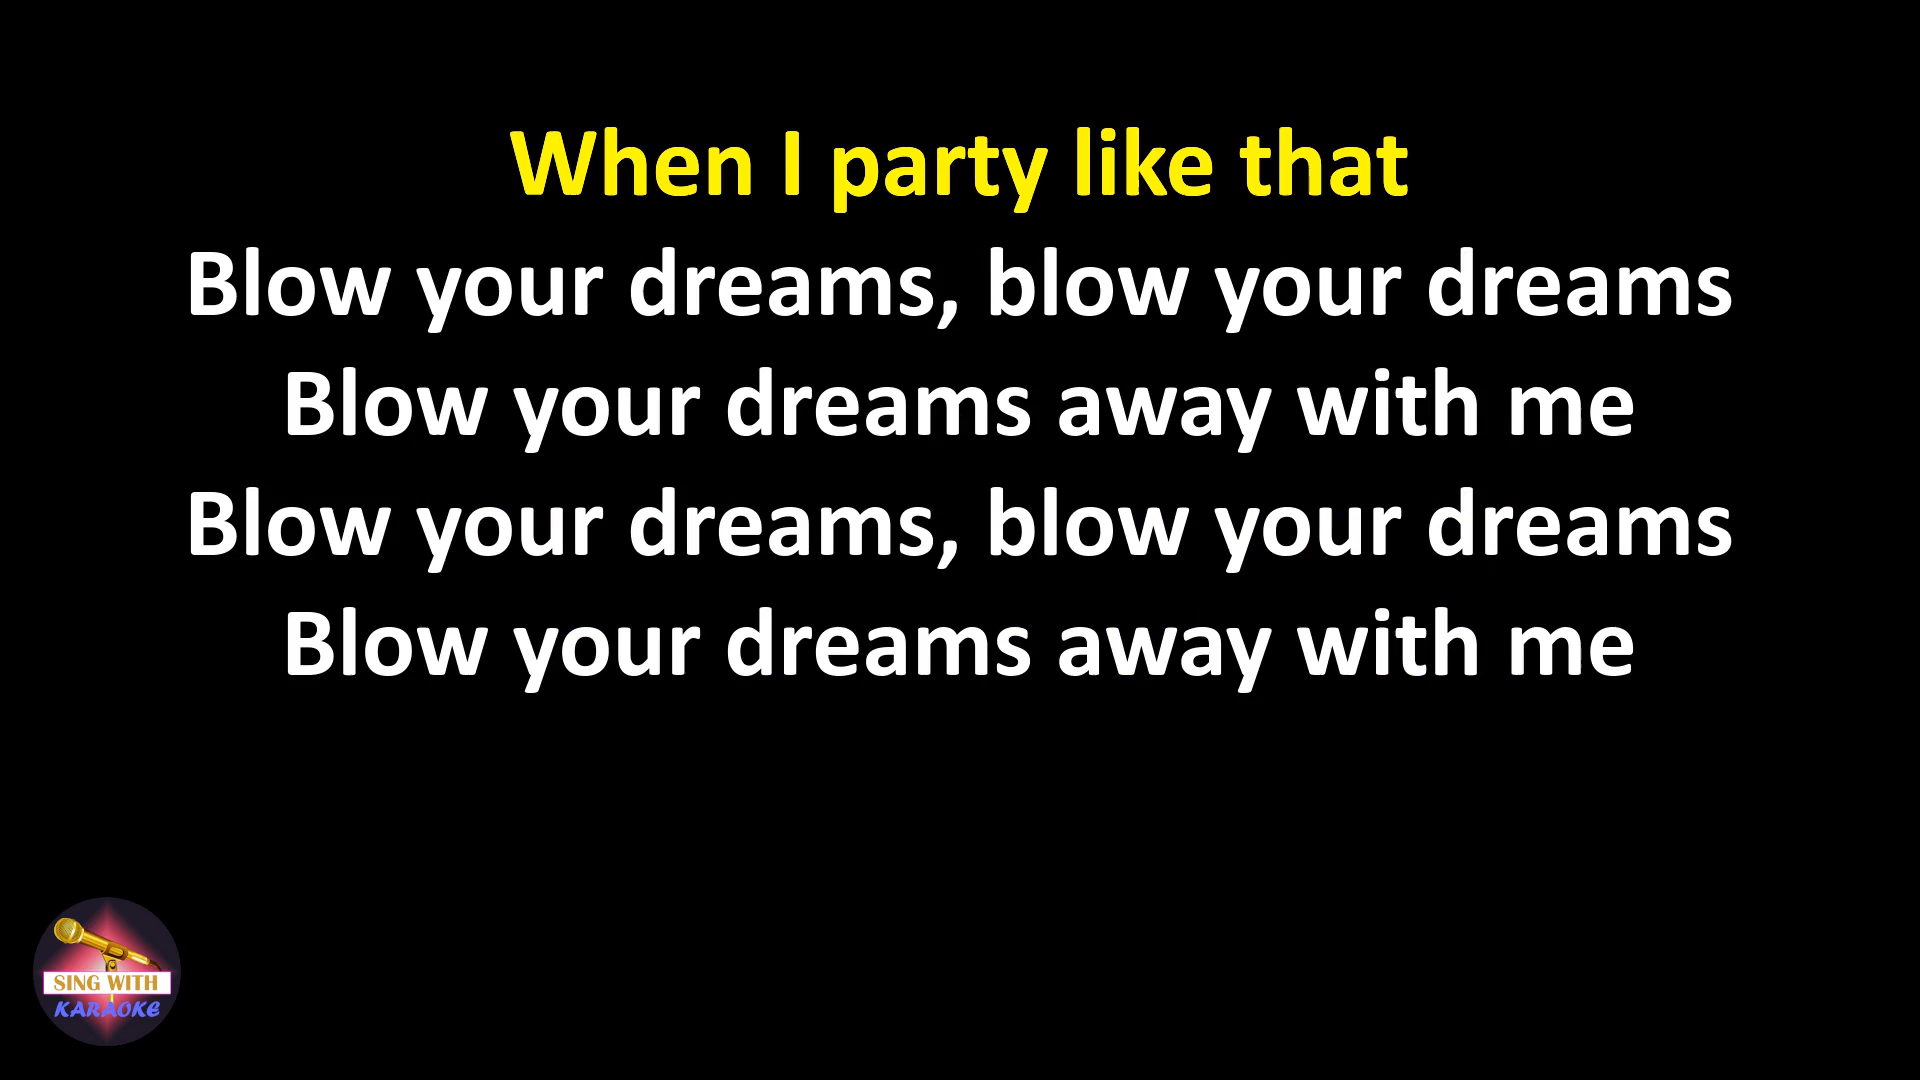 When I party like that
Blow your dreams, blow your dreams
Blow your dreams away with me
Blow your dreams, blow your dreams
Blow your dreams away with me
SING WITH
KARAOKE